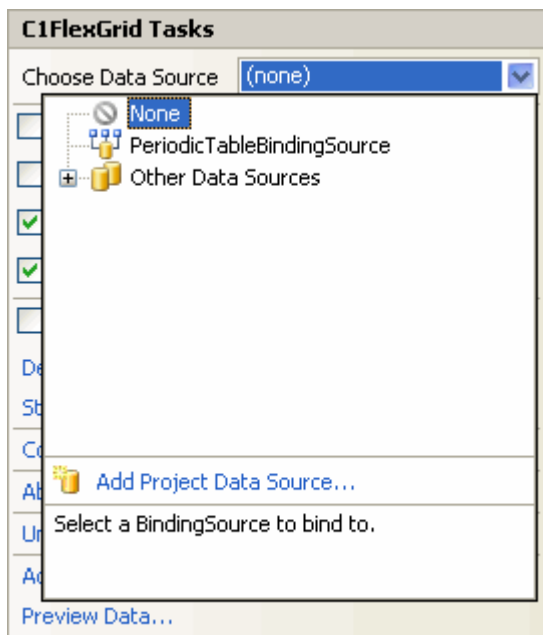 C1FlexGrid Tasks
Choose Data Source (none)
None
PeriodicTableBindingSource
Other Data Sources
Add Project Data Source...
Select a BindingSource to bind to.
Preview Data...